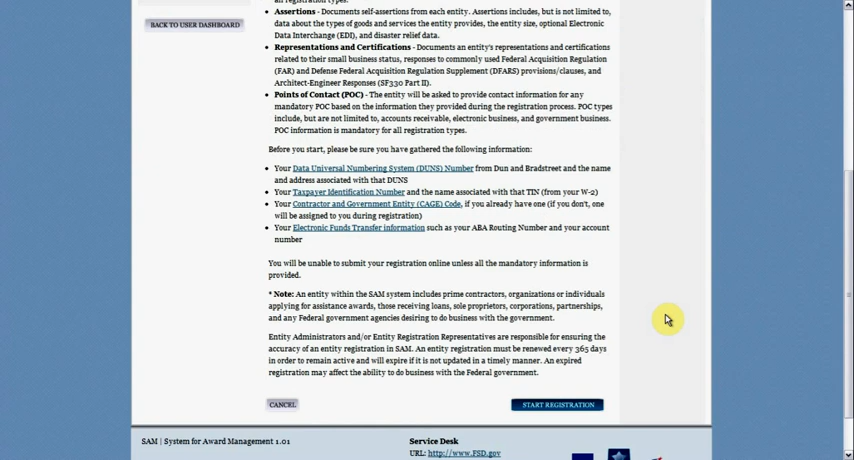 all registration types.
BACK TO USER DASHBOARD
• Assertions - Documents self-assertions from each entity. Assertions includes, but is not limited to,
data about the types of goods and services the entity provides, the entity size, optional Electronic
Data Interchange (EDI), and disaster relief data.
• Representations and Certifications - Documents an entity's representations and certifications
related to their small business status, responses to commonly used Federal Acquisition Regulation
(FAR) and Defense Federal Acquisition Regulation Supplement (DFARS) provisions/clauses, and
Architect-Engineer Responses (SF330 Part II).
• Points of Contact (POC) - The entity will be asked to provide contact information for any
mandatory POC based on the information they provided during the registration process. POC types
include, but are not limited to, accounts receivable, electronic business, and government business.
POC information is mandatory for all registration types.
Before you start, please be sure you have gathered the following information:
• Your Data Universal Numbering System (DUNS) Number from Dun and Bradstreet and the name
and address associated with that DUNS
• Your Taxpayer Identification Number and the name associated with that TIN (from your W-2)
• Your Contractor and Government Entity (CAGE) Code, if you already have one (if you don't, one
will be assigned to you during registration)
• Your Electronic Funds Transfer information such as your ABA Routing Number and your account
number
You will be unable to submit your registration online unless all the mandatory information is
provided.
* Note: An entity within the SAM system includes prime contractors, organizations or individuals
applying for assistance awards, those receiving loans, sole proprietors, corporations, partnerships,
and any Federal government agencies desiring to do business with the government.
Entity Administrators and/or Entity Registration Representatives are responsible for ensuring the
accuracy of an entity registration in SAM. An entity registration must be renewed every 365 days
in order to remain active and will expire if it is not updated in a timely manner. An expired
registration may affect the ability to do business with the Federal government.
CANCEL
START REGISTRATION
SAM | System for Award Management 1.01
Service Desk
URL: http://www.FSD.gov